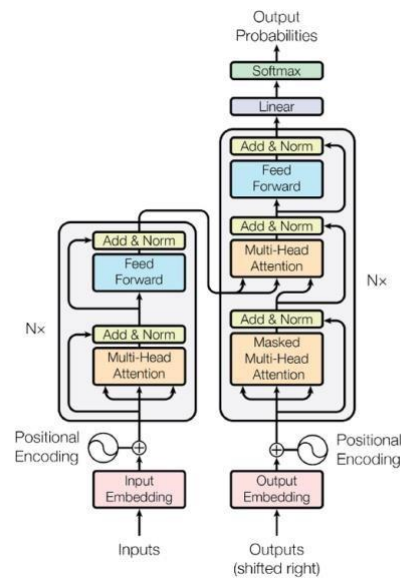 Output
Probabilities
Softmax
Linear
Add & Norm
Feed
Forward
Add & Norm
Multi-Head
Attention
Add & Norm
Masked
Multi-Head
Attention
Nx
Add & Norm
Feed
Forward
Add & Norm
Multi-Head
Attention
Nx
Positional
Encoding
Positional
Encoding
Input
Embedding
Output
Embedding
Inputs
Outputs
(shifted right)